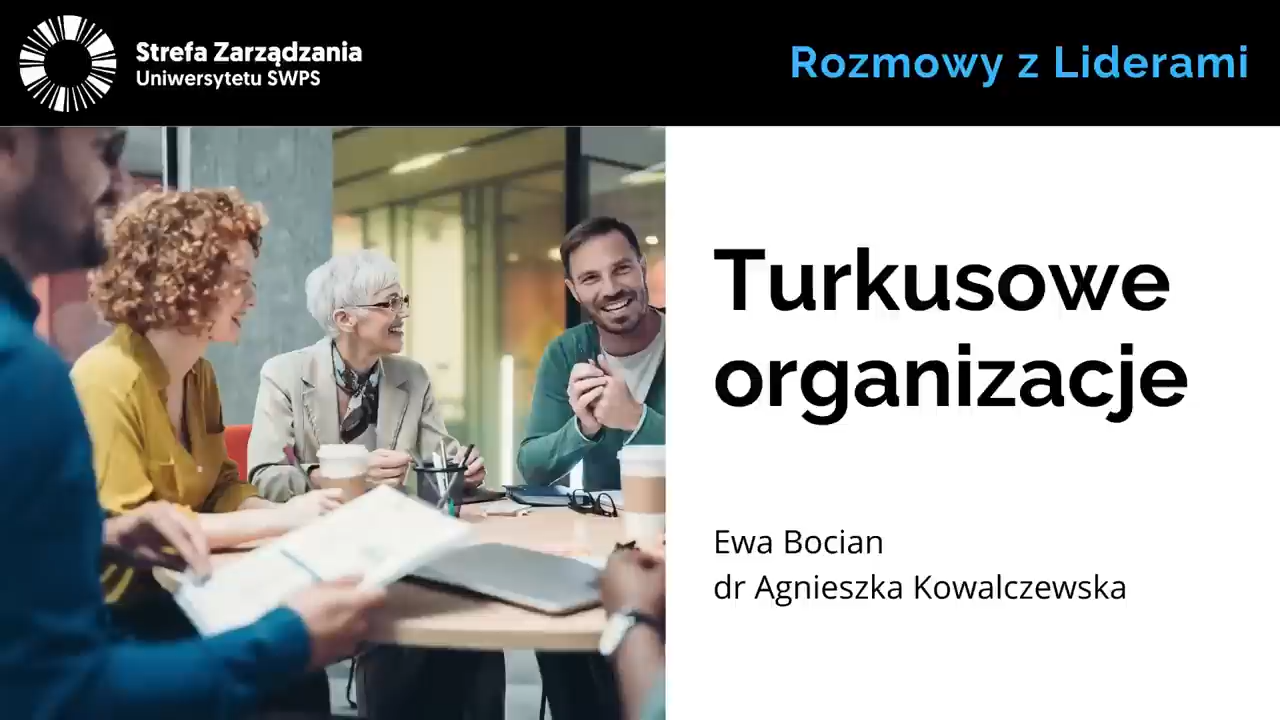 Strefa Zarządzania
Uniwersytetu SWPS
Rozmowy z Liderami
Turkusowe
organizacje
Ewa Bocian
dr Agnieszka Kowalczewska